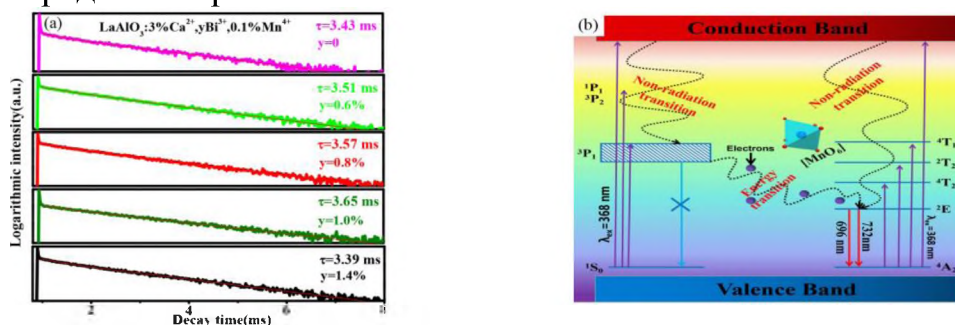 (a)
LaAlO₃:3%Ca²⁺,yBi³⁺,0.1%Mn⁴⁺
τ=3.43 ms
y=0
τ=3.51 ms
y=0.6%
τ=3.57 ms
y=0.8%
τ=3.65 ms
y=1.0%
τ=3.39 ms
y=1.4%
Logarithmic intensity(a.u.)
2
4
6
8
Decay time(ms)
(b)
Conduction Band
Non-radiation
transition
Non-radiation
transition
¹P₁
³P₂
³P₁
Electrons
[MnO₆]
Energy
transition
⁴T₁
²T₂
⁴T₂
²E
λₑₓ=368 nm
696 nm
732nm
λₑₓ=368 nm
¹S₀
⁴A₂
Valence Band